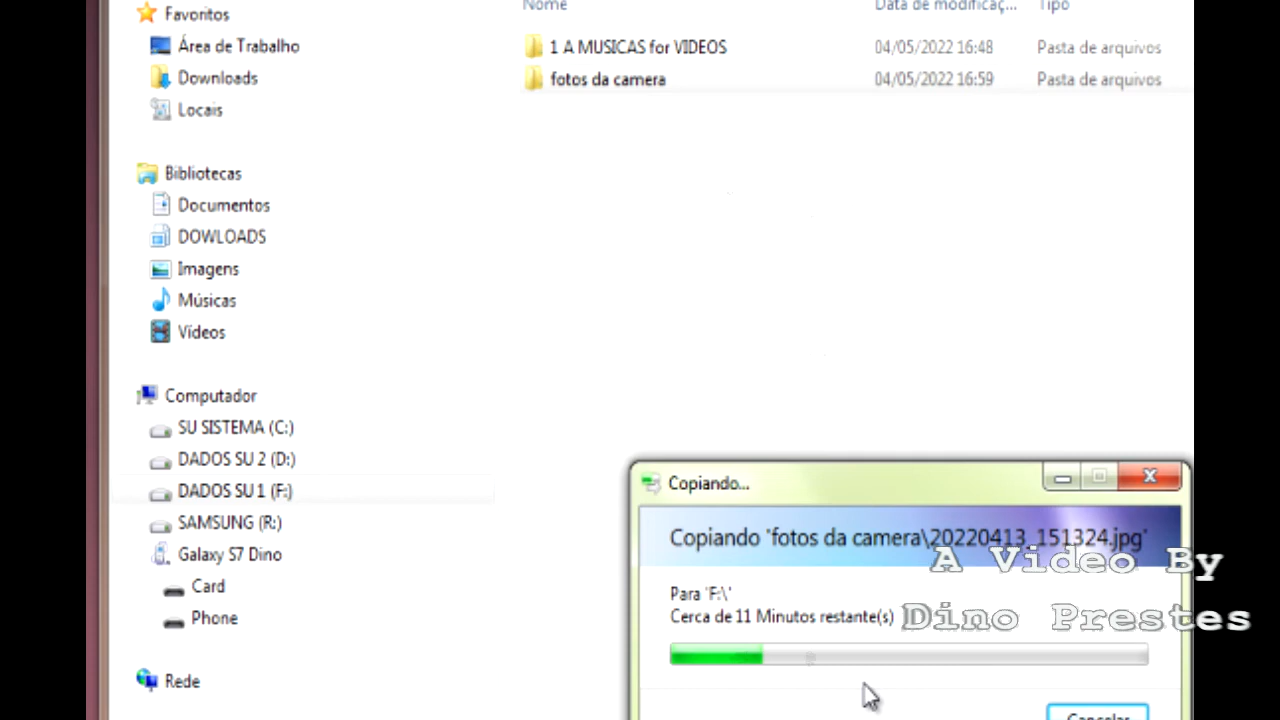 Favoritos
Área de Trabalho
Downloads
Locais
Bibliotecas
Documentos
DOWLOADS
Imagens
Músicas
Vídeos
Computador
SU SISTEMA (C:)
DADOS SU 2 (D:)
DADOS SU 1 (F:)
SAMSUNG (R:)
Galaxy S7 Dino
Card
Phone
Rede
Nome Data de modificaç... Tipo
1 A MUSICAS for VIDEOS 04/05/2022 16:48 Pasta de arquivos
fotos da camera 04/05/2022 16:59 Pasta de arquivos
Copiando...
Copiando 'fotos da camera\20220413_151324.jpg'
Para 'F:\'
Cerca de 11 Minutos restante(s)
Cancelar
A Video By
Dino Prestes